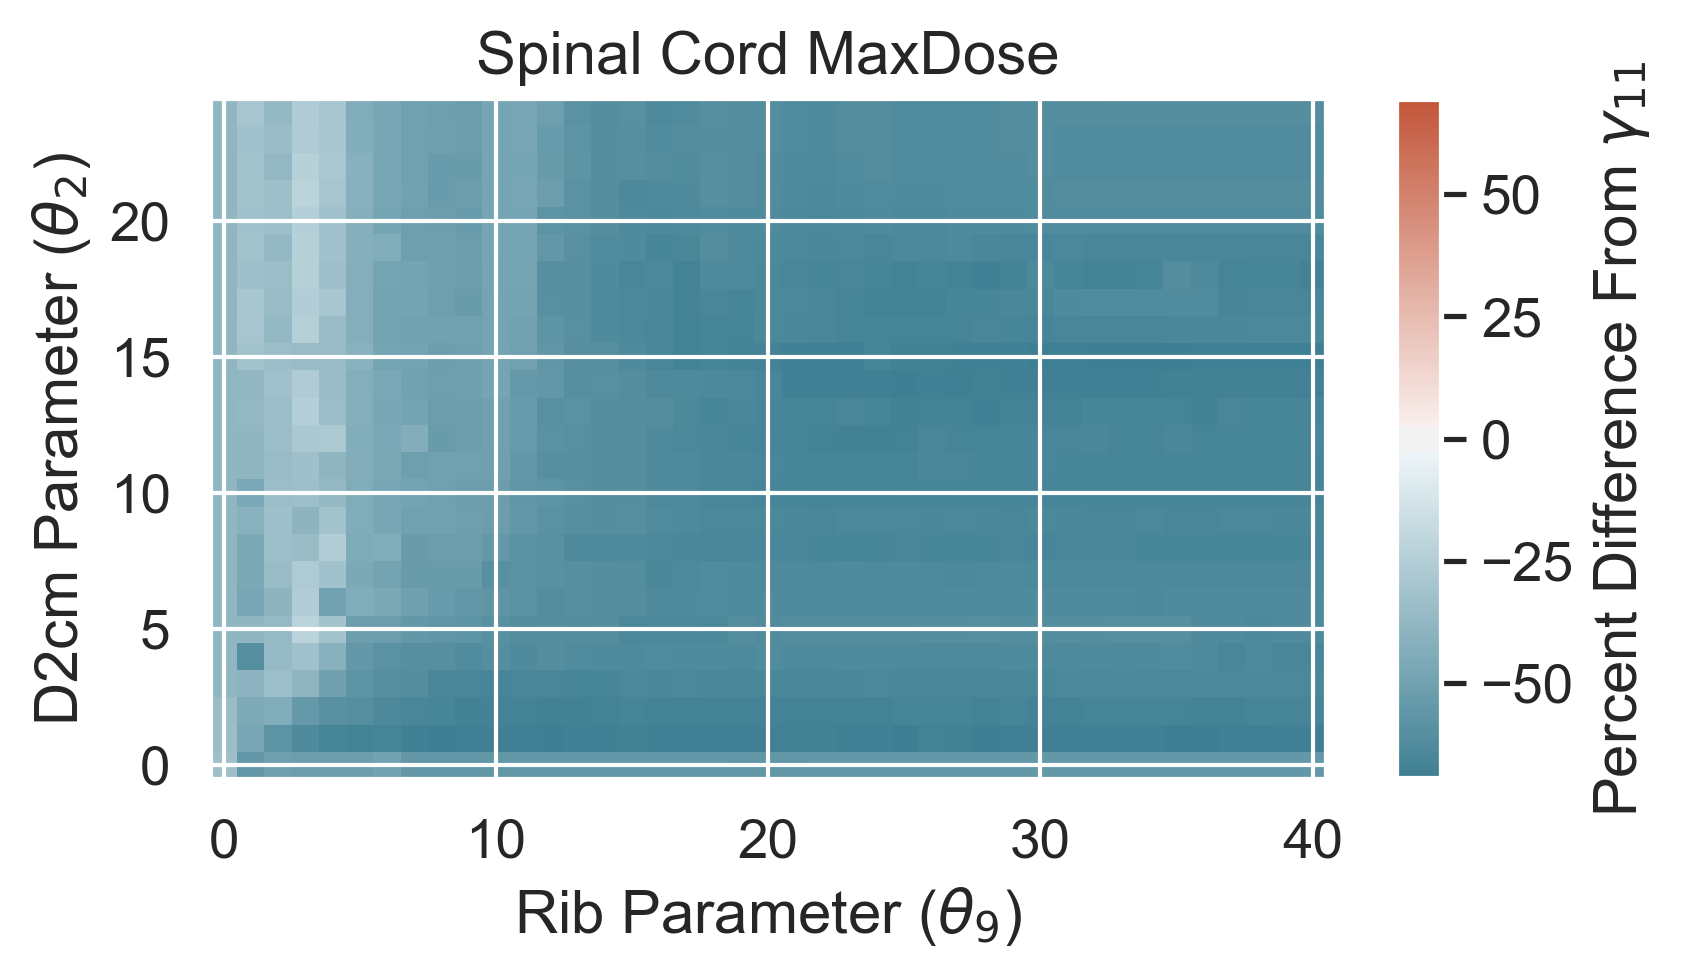 Spinal Cord MaxDose
D2cm Parameter (θ₂)
20
15
10
5
0
0 10 20 30 40
Rib Parameter (θ₉)
50
25
0
−25
−50
Percent Difference From γ₁₁